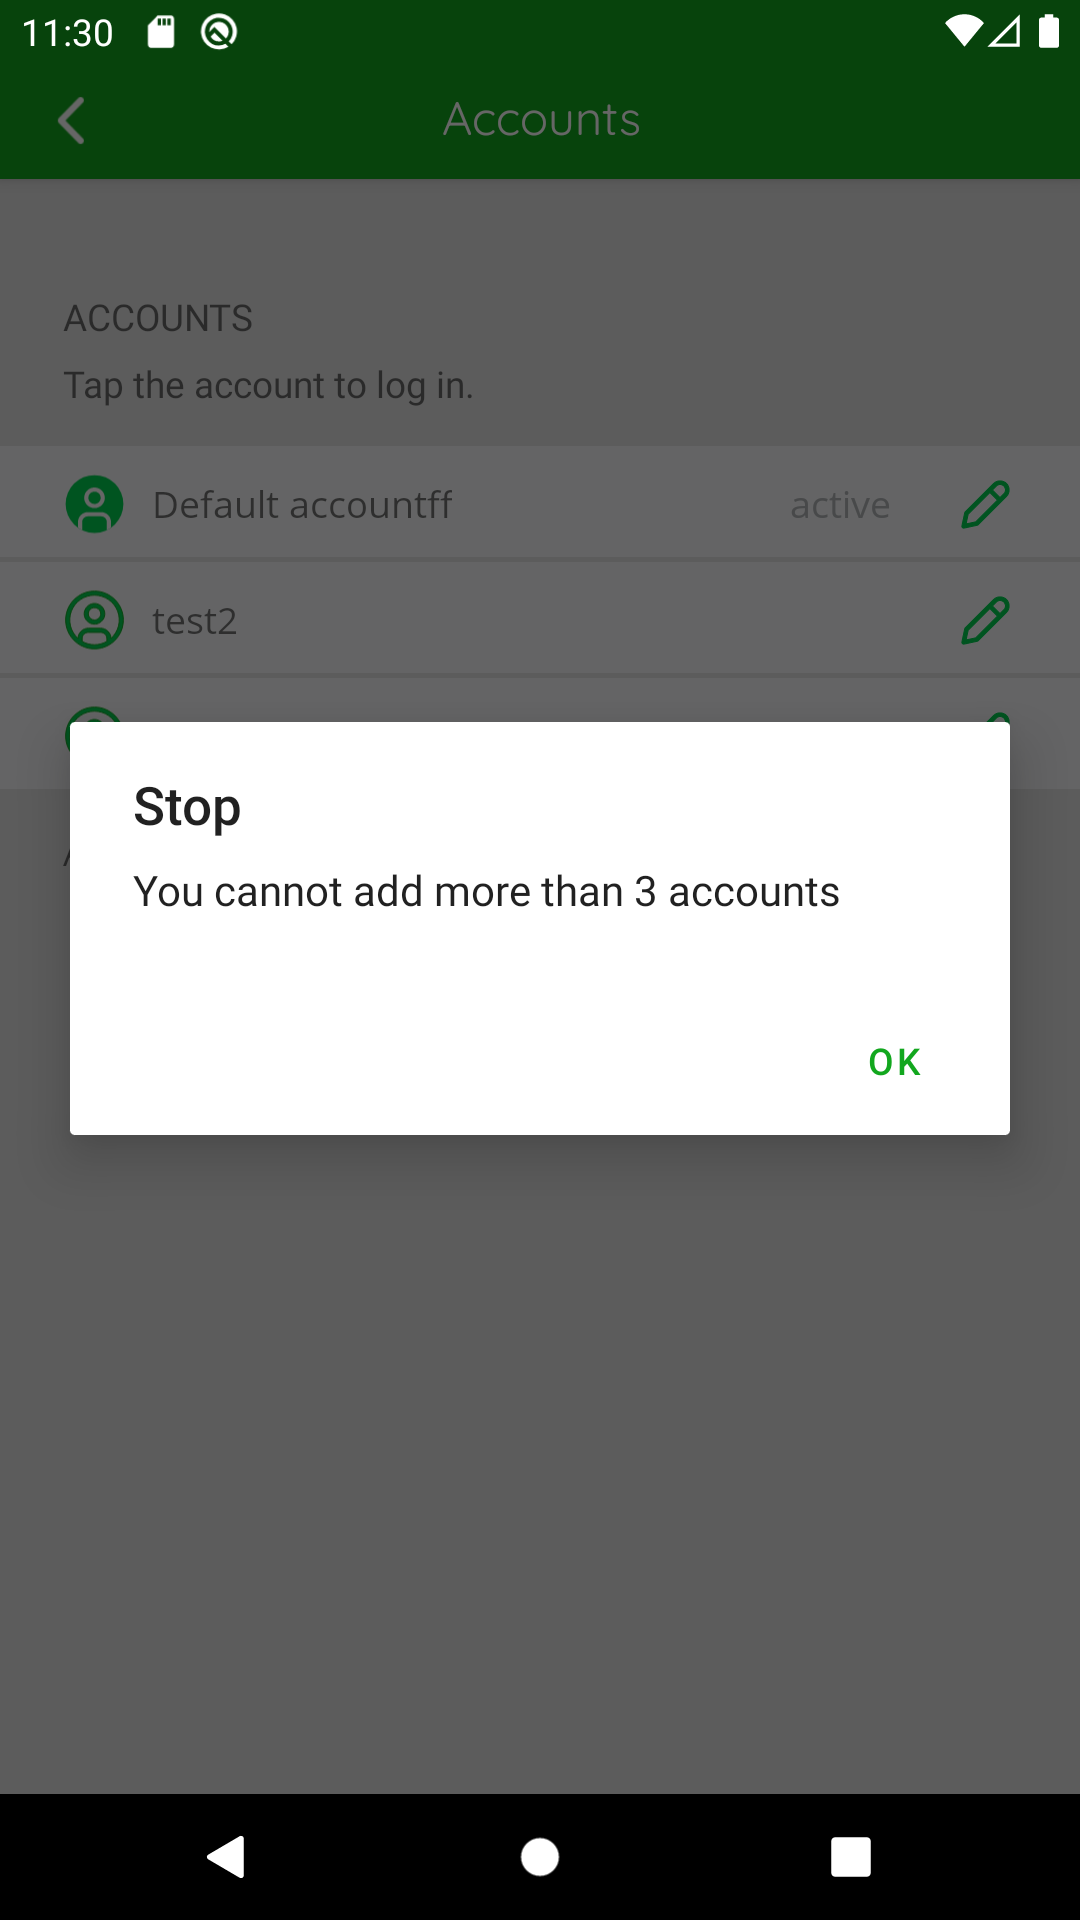 11:30
Accounts
ACCOUNTS
Tap the account to log in.
Default accountff active
test2
Stop
You cannot add more than 3 accounts
OK